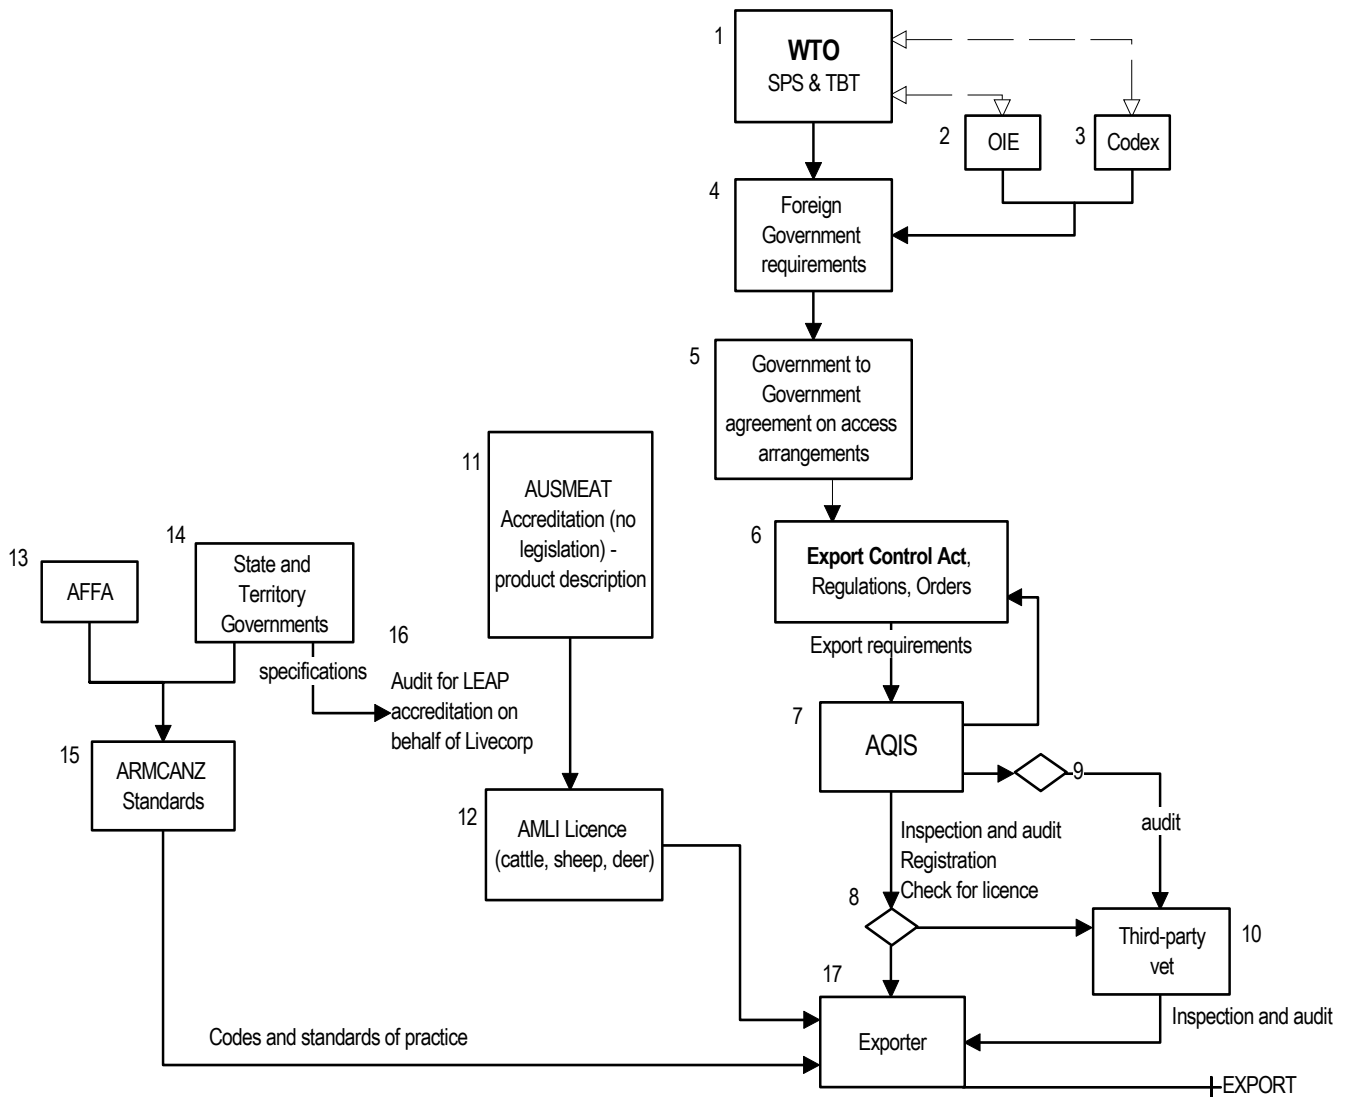 1
WTO
SPS & TBT
2
OIE
3
Codex
4
Foreign
Government
requirements
5
Government to
Government
agreement on access
arrangements
11
AUSMEAT
Accreditation (no
legislation) -
product description
6
Export Control Act,
Regulations, Orders
Export requirements
13
AFFA
14
State and
Territory
Governments
specifications
16
Audit for LEAP
accreditation on
behalf of Livecorp
7
AQIS
9
audit
15
ARMCANZ
Standards
12
AMLI Licence
(cattle, sheep, deer)
Inspection and audit
Registration
Check for licence
8
Third-party
vet
10
Inspection and audit
17
Exporter
Codes and standards of practice
EXPORT